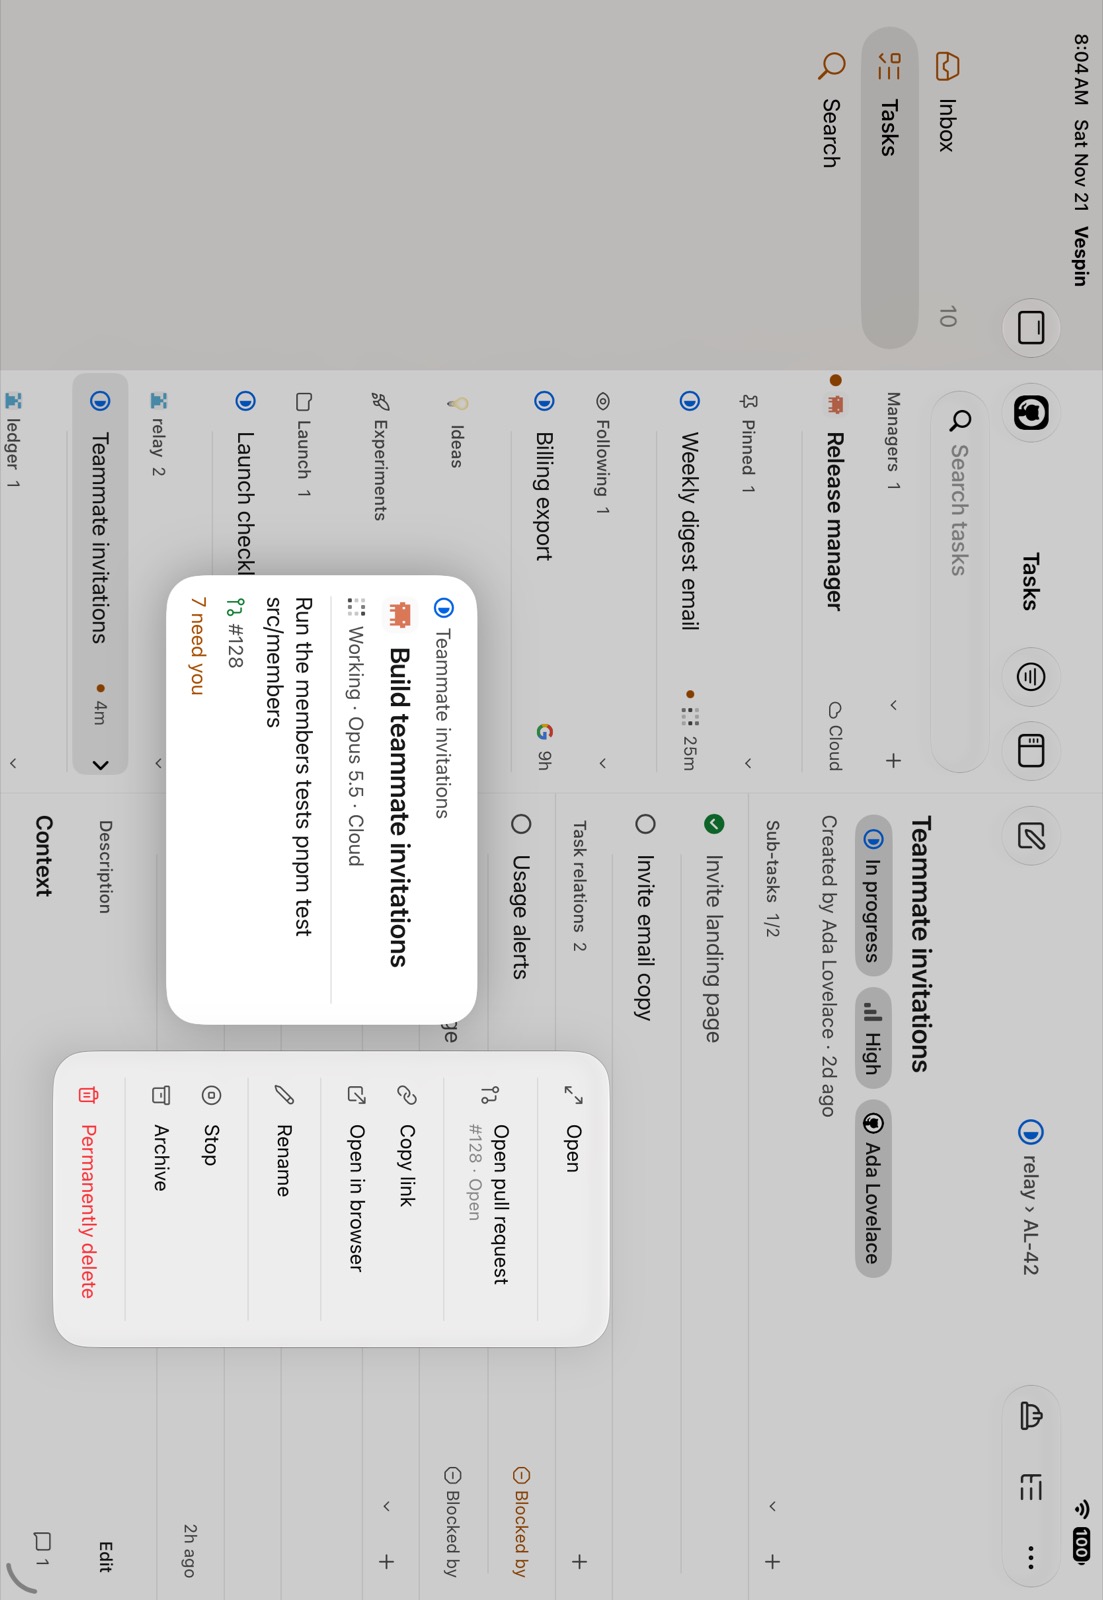 8:04 AM Sat Nov 21 Vespin
100
Inbox 10
Tasks
Search
Tasks
Search tasks
Managers 1
Release manager Cloud
Pinned 1
Weekly digest email 25m
Following 1
Billing export 9h
Ideas
Experiments
Launch 1
Launch checkl
relay 2
Teammate invitations 4m
ledger 1
relay › AL-42
Teammate invitations
In progress High Ada Lovelace
Created by Ada Lovelace · 2d ago
Sub-tasks 1/2
Invite landing page
Invite email copy
Task relations 2
Usage alerts Blocked by
ge Blocked by
2h ago
Description Edit
Context 1
Teammate invitations
Build teammate invitations
Working · Opus 5.5 · Cloud
Run the members tests pnpm test
src/members
#128
7 need you
Open
Open pull request
#128 · Open
Copy link
Open in browser
Rename
Stop
Archive
Permanently delete